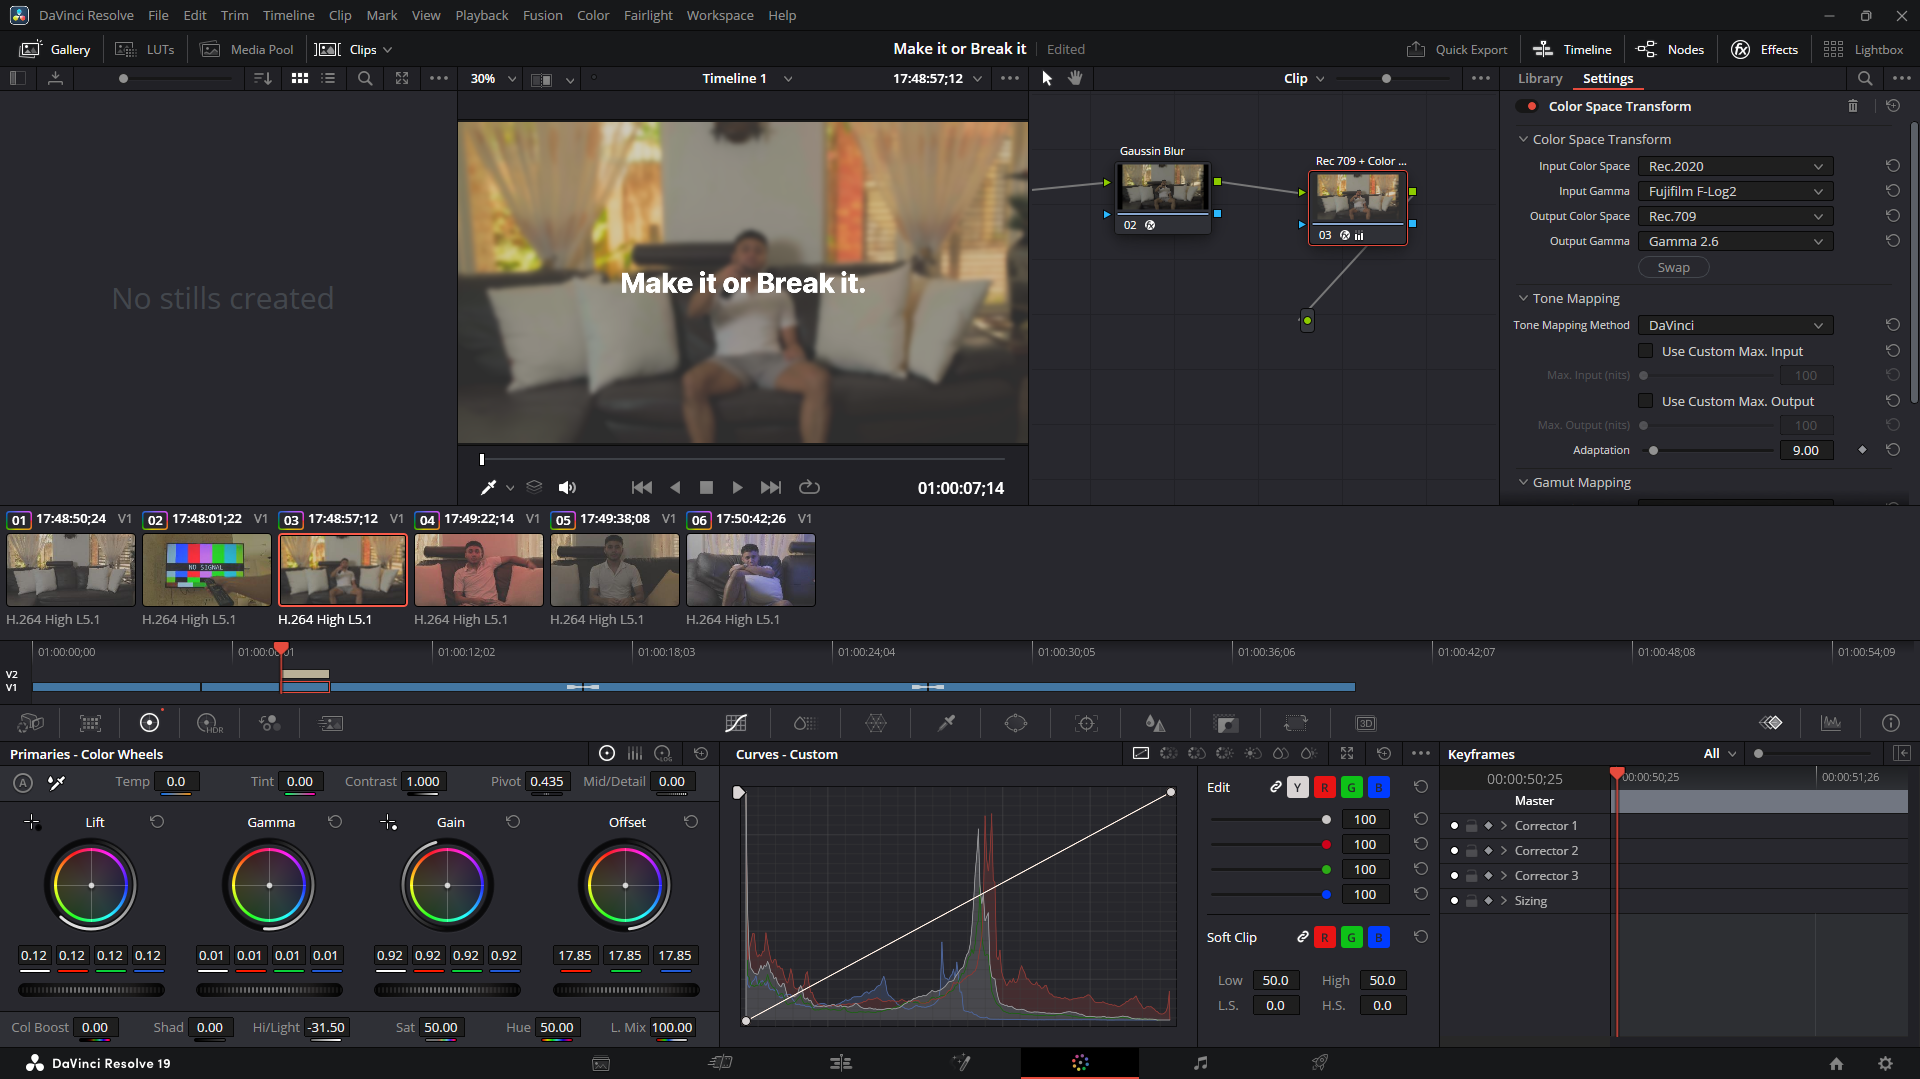 DaVinci Resolve File Edit Trim Timeline Clip Mark View Playback Fusion Color Fairlight Workspace Help
Gallery LUTs Media Pool Clips Make it or Break it Edited Quick Export Timeline Nodes Effects Lightbox
30% Timeline 1 17:48:57;12 Clip Library Settings
No stills created
Make it or Break it.
01:00:07;14
Gaussin Blur
02
Rec 709 + Color ...
03
Color Space Transform
Color Space Transform
Input Color Space Rec.2020
Input Gamma Fujifilm F-Log2
Output Color Space Rec.709
Output Gamma Gamma 2.6
Swap
Tone Mapping
Tone Mapping Method DaVinci
Use Custom Max. Input
Max. Input (nits) 100
Use Custom Max. Output
Max. Output (nits) 100
Adaptation 9.00
Gamut Mapping
01 17:48:50;24 V1 02 17:48:01;22 V1 03 17:48:57;12 V1 04 17:49:22;14 V1 05 17:49:38;08 V1 06 17:50:42;26 V1
NO SIGNAL
H.264 High L5.1 H.264 High L5.1 H.264 High L5.1 H.264 High L5.1 H.264 High L5.1 H.264 High L5.1
01:00:00;00 01:00:12;02 01:00:18;03 01:00:24;04 01:00:30;05 01:00:36;06 01:00:42;07 01:00:48;08 01:00:54;09
V2
V1
HDR 3D
Primaries - Color Wheels LOG
A Temp 0.0 Tint 0.00 Contrast 1.000 Pivot 0.435 Mid/Detail 0.00
Lift Gamma Gain Offset
0.12 0.12 0.12 0.12 0.01 0.01 0.01 0.01 0.92 0.92 0.92 0.92 17.85 17.85 17.85
Col Boost 0.00 Shad 0.00 Hi/Light -31.50 Sat 50.00 Hue 50.00 L. Mix 100.00
Curves - Custom
Edit Y R G B
100
100
100
100
Soft Clip R G B
Low 50.0 High 50.0
L.S. 0.0 H.S. 0.0
Keyframes All
00:00:50;25 00:00:50;25 00:00:51;26
Master
Corrector 1
Corrector 2
Corrector 3
Sizing
DaVinci Resolve 19